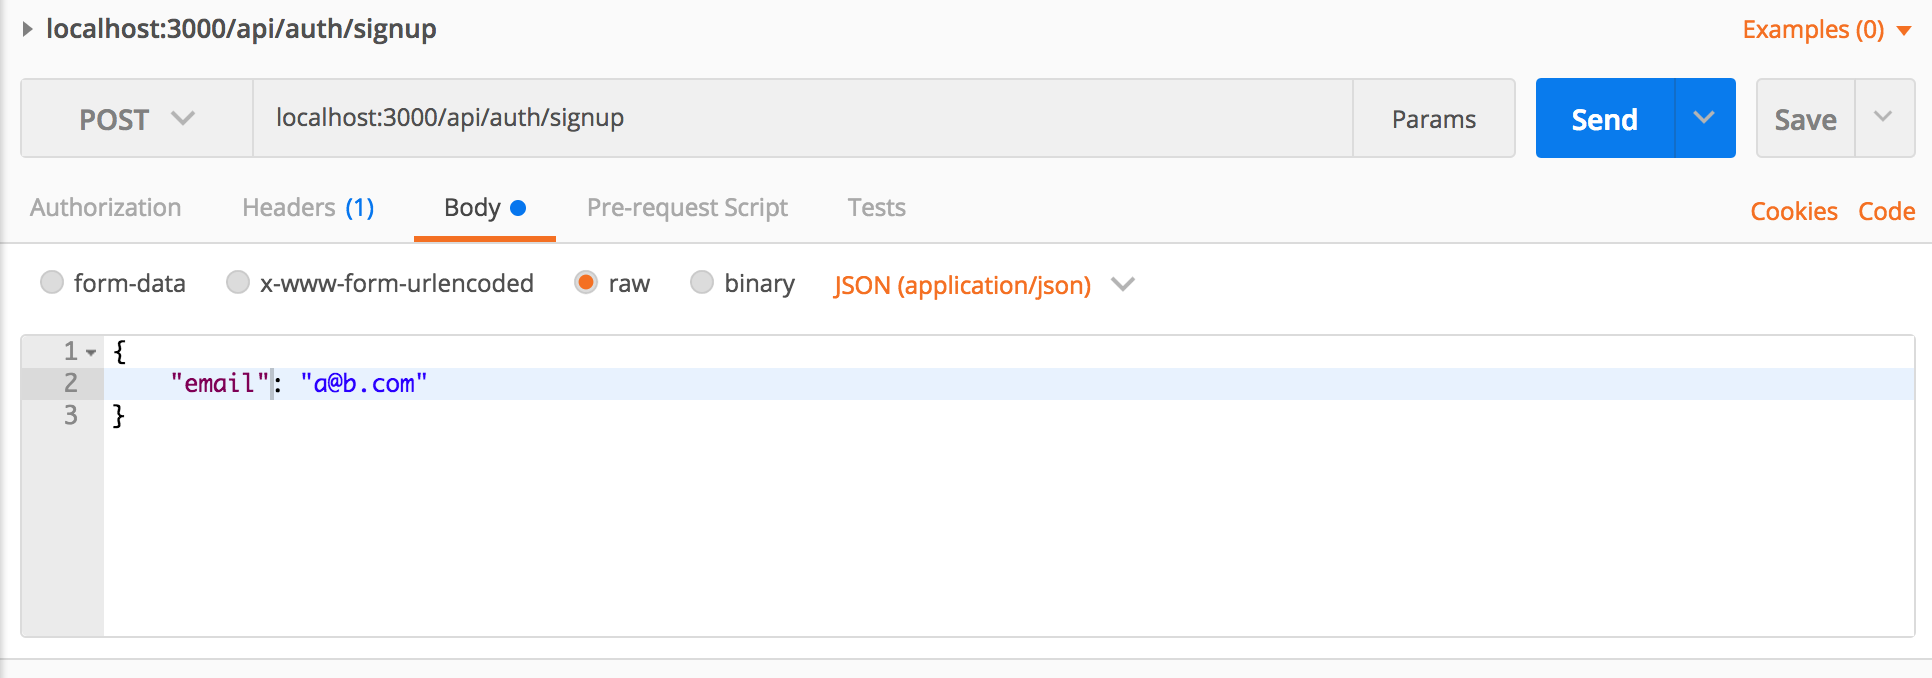 localhost:3000/api/auth/signup
Examples (0)
POST
localhost:3000/api/auth/signup
Params
Send
Save
Authorization
Headers (1)
Body
Pre-request Script
Tests
Cookies
Code
form-data
x-www-form-urlencoded
raw
binary
JSON (application/json)
1 {
2 "email": "a@b.com"
3 }